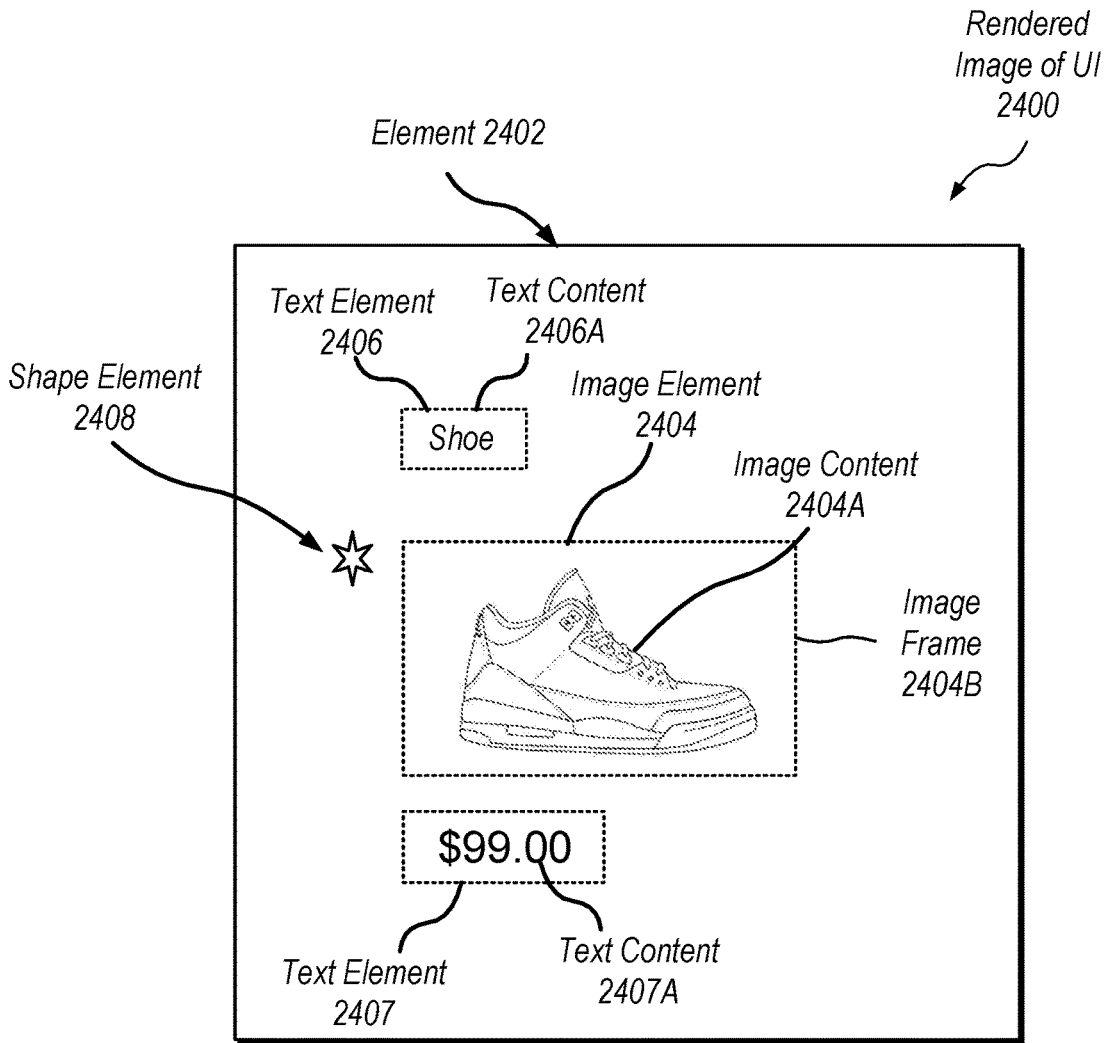 Rendered
Image of UI
2400
Element 2402
Text Element
2406
Text Content
2406A
Shape Element
2408
Image Element
2404
Shoe
Image Content
2404A
Image
Frame
2404B
$99.00
Text Element
2407
Text Content
2407A